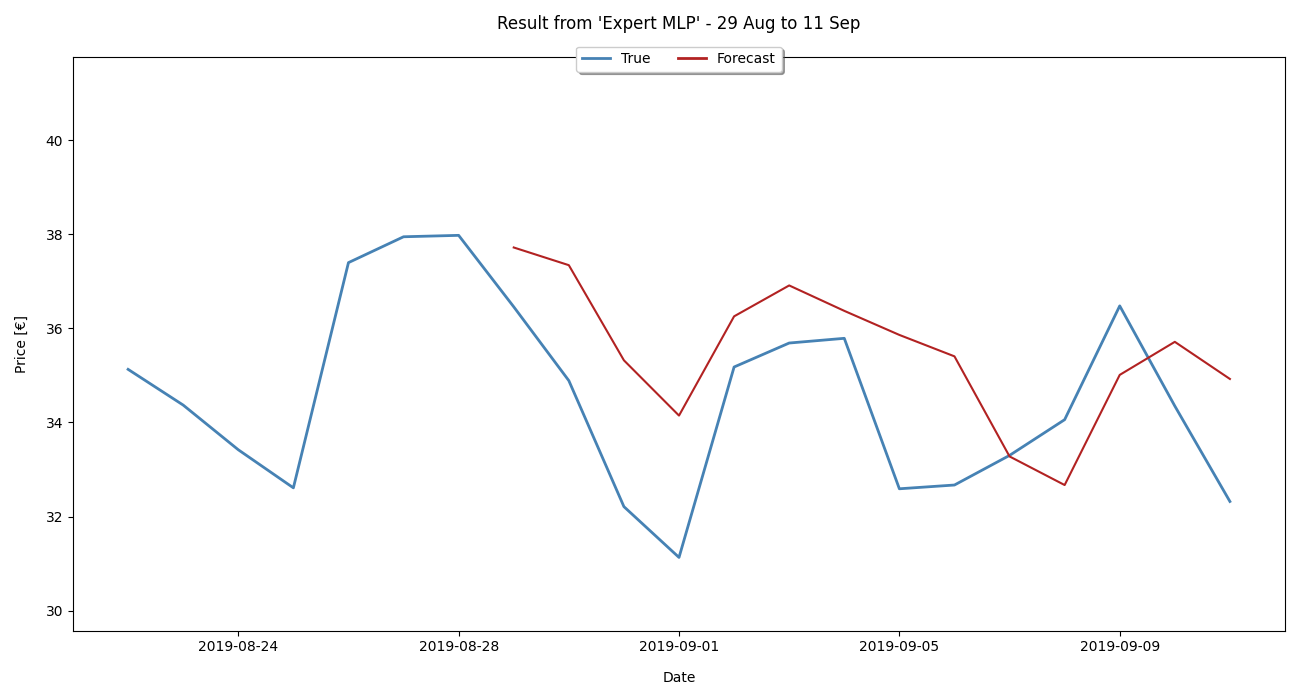 Result from 'Expert MLP' - 29 Aug to 11 Sep
True Forecast
Price [€]
40
38
36
34
32
30
2019-08-24 2019-08-28 2019-09-01 2019-09-05 2019-09-09
Date